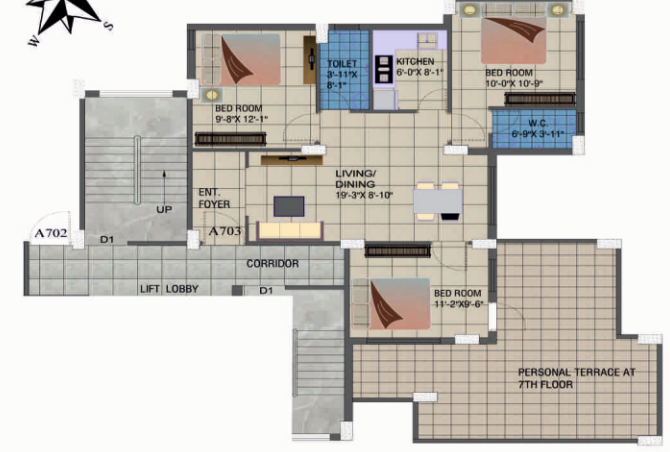 W
S
TOILET
3'-11"X
8'-1"
KITCHEN
6'-0"X 8'-1"
BED ROOM
10'-0"X 10'-9"
BED ROOM
9'-8"X 12'-1"
W.C.
6'-9"X 3'-11"
LIVING/
DINING
19'-3"X 8'-10"
ENT.
FOYER
UP
A702
D1
A703
CORRIDOR
LIFT LOBBY
D1
BED ROOM
11'-2"X9'-6"
PERSONAL TERRACE AT
7TH FLOOR